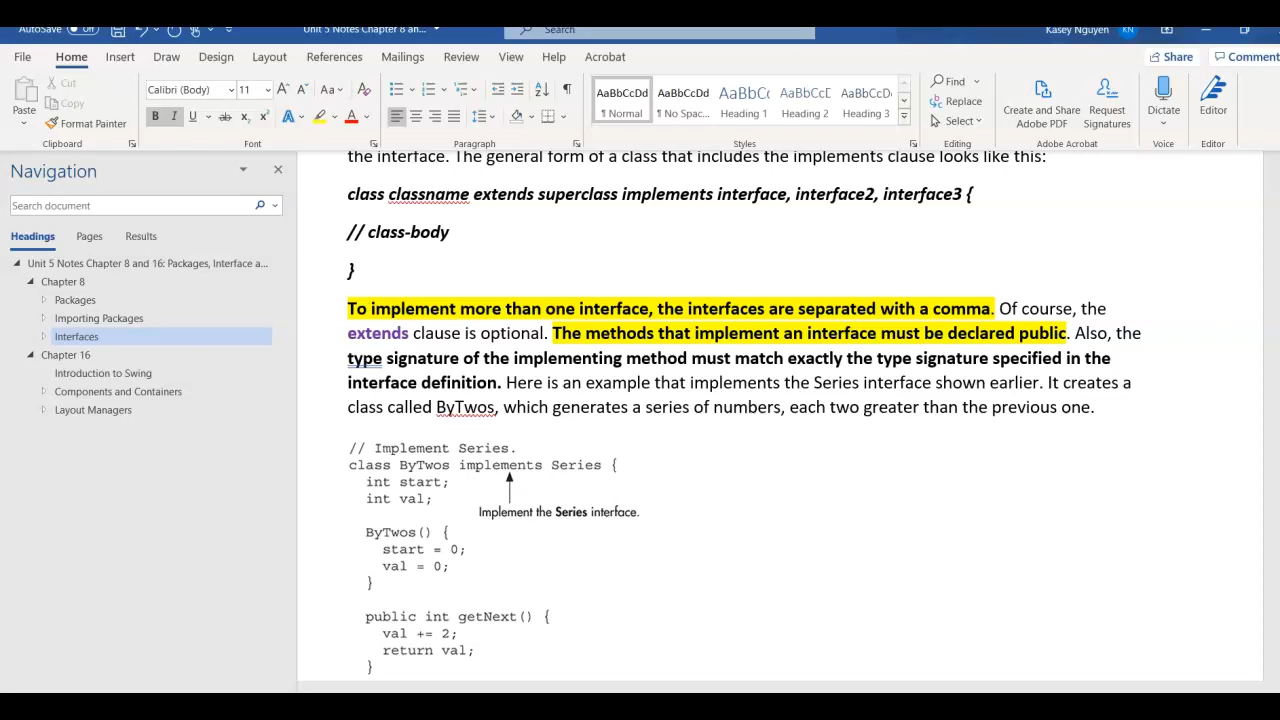 AutoSave Off Unit 5 Notes Chapter 8 an... Search Kasey Nguyen KN
File Home Insert Draw Design Layout References Mailings Review View Help Acrobat Share Comment
Paste Cut Copy Format Painter
Clipboard
Calibri (Body) 11 Aa
B I U ab x2 x2 A A
Font
Paragraph
AaBbCcDd AaBbCcDd AaBbCc AaBbCcD AaBbCcD
¶ Normal ¶ No Spac... Heading 1 Heading 2 Heading 3
Styles
Find Replace Select
Editing
Create and Share Adobe PDF Request Signatures
Adobe Acrobat
Dictate
Voice
Editor
Editor
Navigation
Search document
Headings Pages Results
Unit 5 Notes Chapter 8 and 16: Packages, Interface a...
Chapter 8
Packages
Importing Packages
Interfaces
Chapter 16
Introduction to Swing
Components and Containers
Layout Managers
the interface. The general form of a class that includes the implements clause looks like this:
class classname extends superclass implements interface, interface2, interface3 {
// class-body
}
To implement more than one interface, the interfaces are separated with a comma. Of course, the
extends clause is optional. The methods that implement an interface must be declared public. Also, the
type signature of the implementing method must match exactly the type signature specified in the
interface definition. Here is an example that implements the Series interface shown earlier. It creates a
class called ByTwos, which generates a series of numbers, each two greater than the previous one.
// Implement Series.
class ByTwos implements Series {
int start;
int val;
Implement the Series interface.
ByTwos() {
start = 0;
val = 0;
}
public int getNext() {
val += 2;
return val;
}